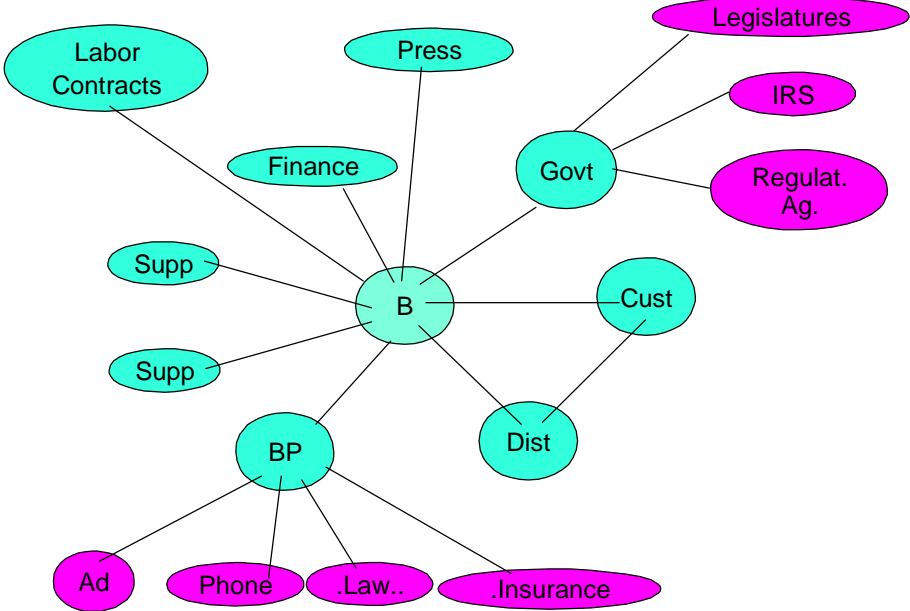 Legislatures
Labor
Contracts
Press
IRS
Finance
Govt
Regulat.
Ag.
Supp
B
Cust
Supp
Dist
BP
Ad
Phone
.Law..
.Insurance